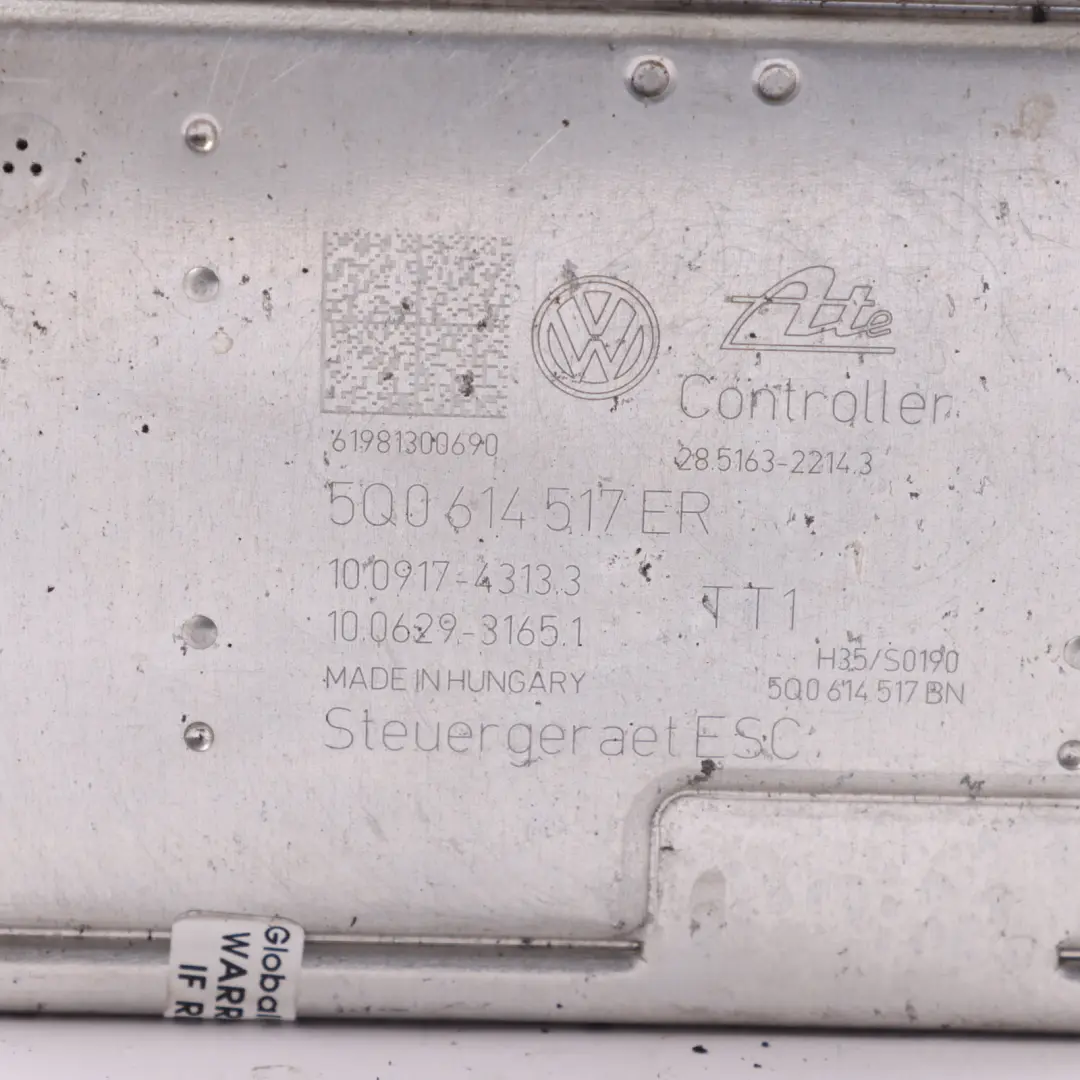 Ate
Controller
61981300690
28.5163-2214.3
5Q0 614 517 ER
10.0917-4313.3
TT1
10.0629-3165.1
H35/S0190
MADE IN HUNGARY
5Q0 614 517 BN
Steuergeraet ESC
Global
WARR
IF R